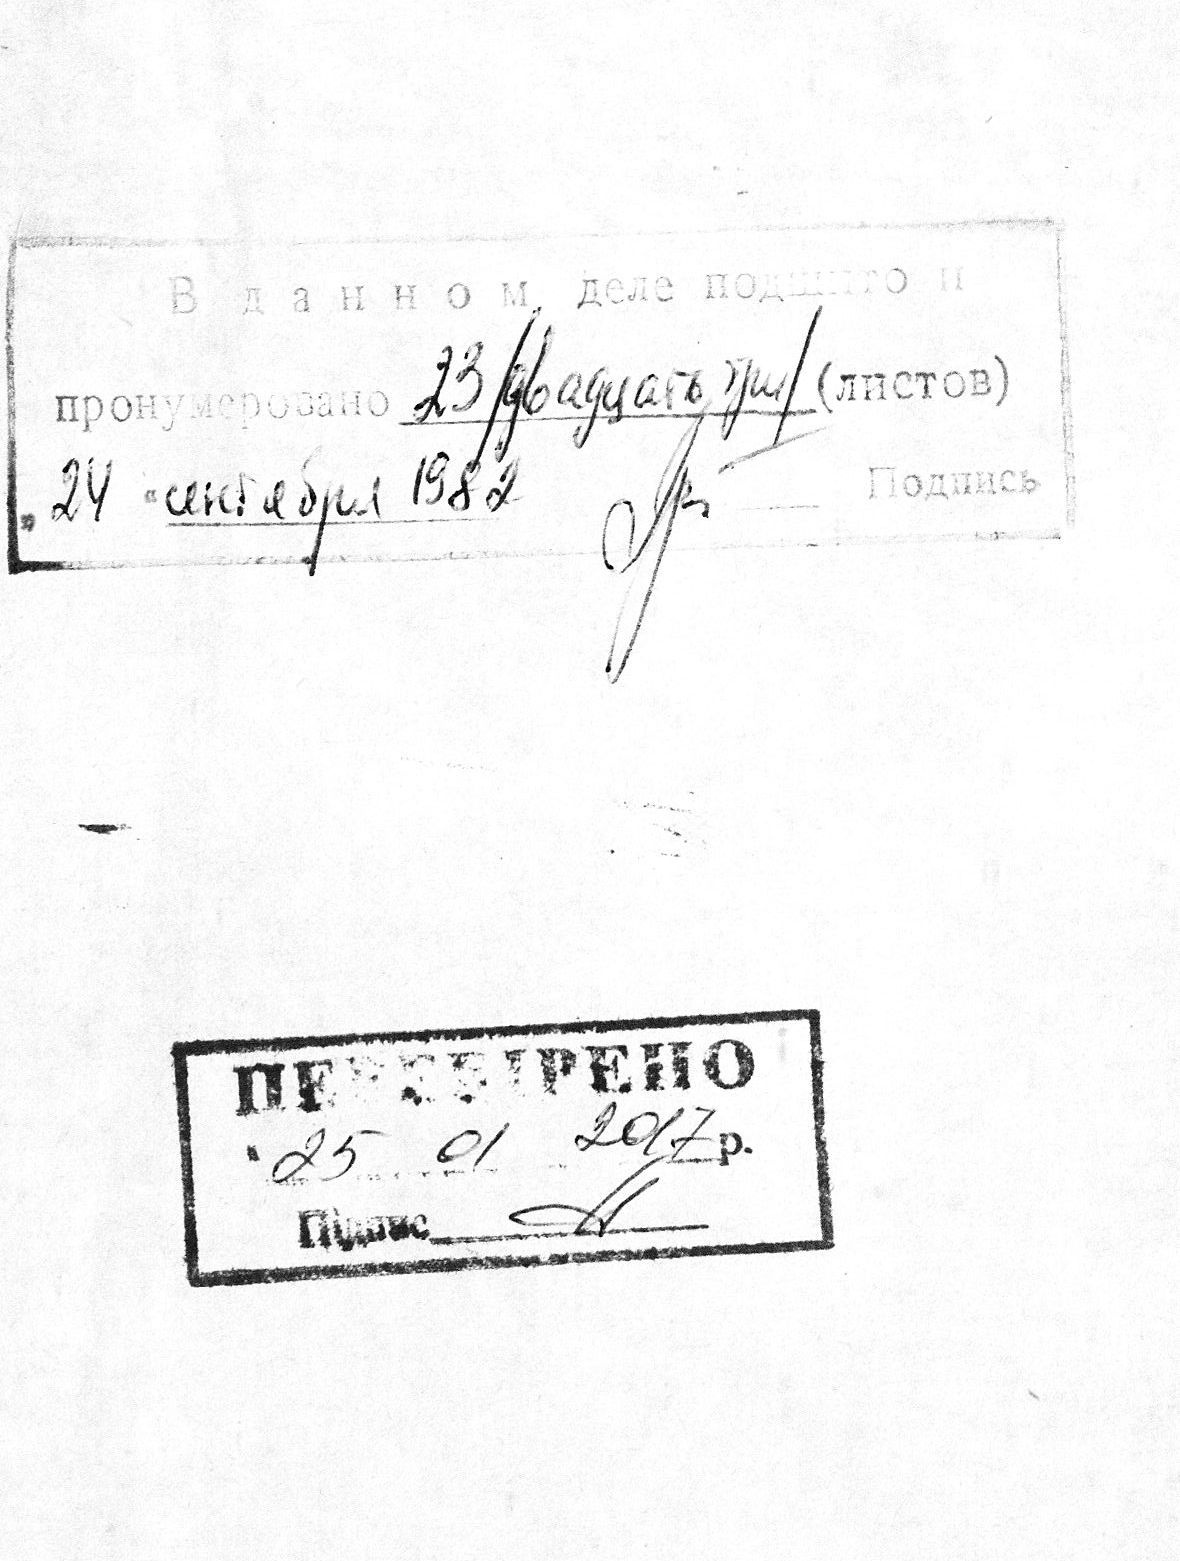 В данном деле подшито и
пронумеровано 23 /двадцать три/ (листов)
„ 24 “ сентября 1982 Подпись
ПЕРЕВІРЕНО
" 25 01 2017 р.
Підпис